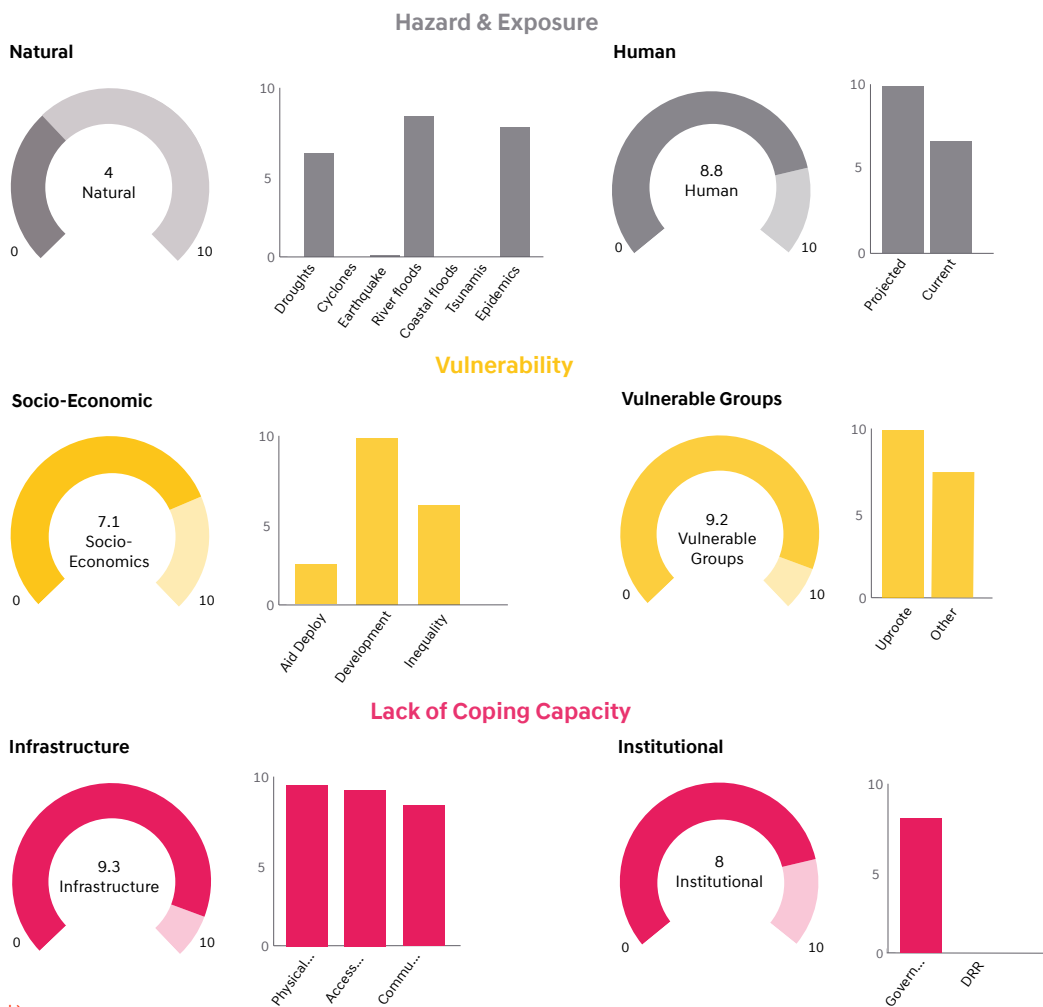 Hazard & Exposure
Natural
Human
4
Natural
0
10
10
5
0
Droughts
Cyclones
Earthquake
River floods
Coastal floods
Tsunamis
Epidemics
8.8
Human
0
10
10
5
0
Projected
Current
Vulnerability
Socio-Economic
Vulnerable Groups
7.1
Socio-
Economics
0
10
10
5
0
Aid Deploy
Development
Inequality
9.2
Vulnerable
Groups
0
10
10
5
0
Uproote
Other
Lack of Coping Capacity
Infrastructure
Institutional
9.3
Infrastructure
0
10
10
5
0
Physical...
Access...
Commu...
8
Institutional
0
10
10
5
0
Govern...
DRR